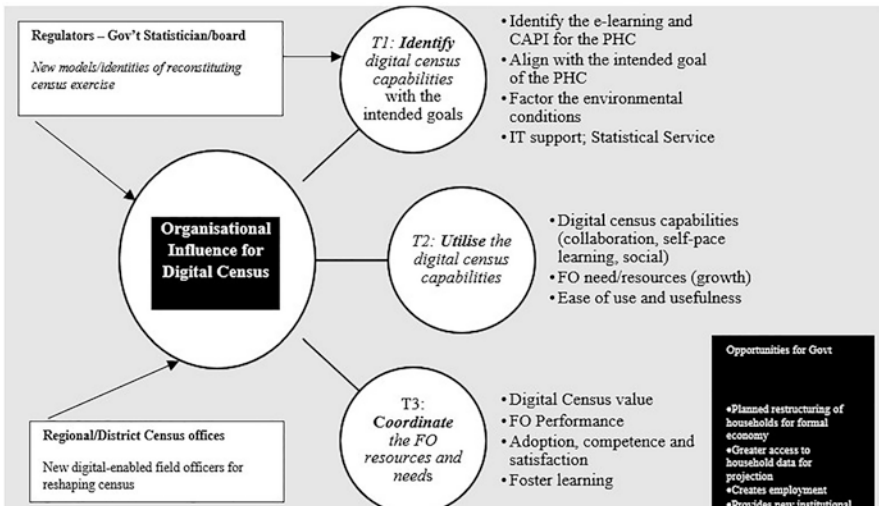 Regulators – Gov't Statistician/board
New models/identities of reconstituting
census exercise
T1: Identify
digital census
capabilities
with the
intended goals
• Identify the e-learning and
CAPI for the PHC
• Align with the intended goal
of the PHC
• Factor the environmental
conditions
• IT support; Statistical Service
Organisational
Influence for
Digital Census
T2: Utilise the
digital census
capabilities
• Digital census capabilities
(collaboration, self-pace
learning, social)
• FO need/resources (growth)
• Ease of use and usefulness
Regional/District Census offices
New digital-enabled field officers for
reshaping census
T3:
Coordinate
the FO
resources and
needs
• Digital Census value
• FO Performance
• Adoption, competence and
satisfaction
• Foster learning
Opportunities for Govt
•Planned restructuring of
households for formal
economy
•Greater access to
household data for
projection
•Creates employment
•Provides new institutional